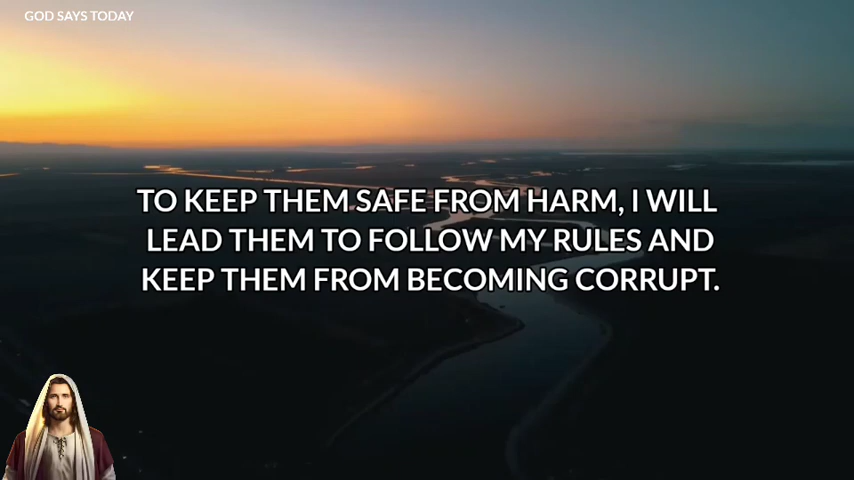 GOD SAYS TODAY
TO KEEP THEM SAFE FROM HARM, I WILL
LEAD THEM TO FOLLOW MY RULES AND
KEEP THEM FROM BECOMING CORRUPT.